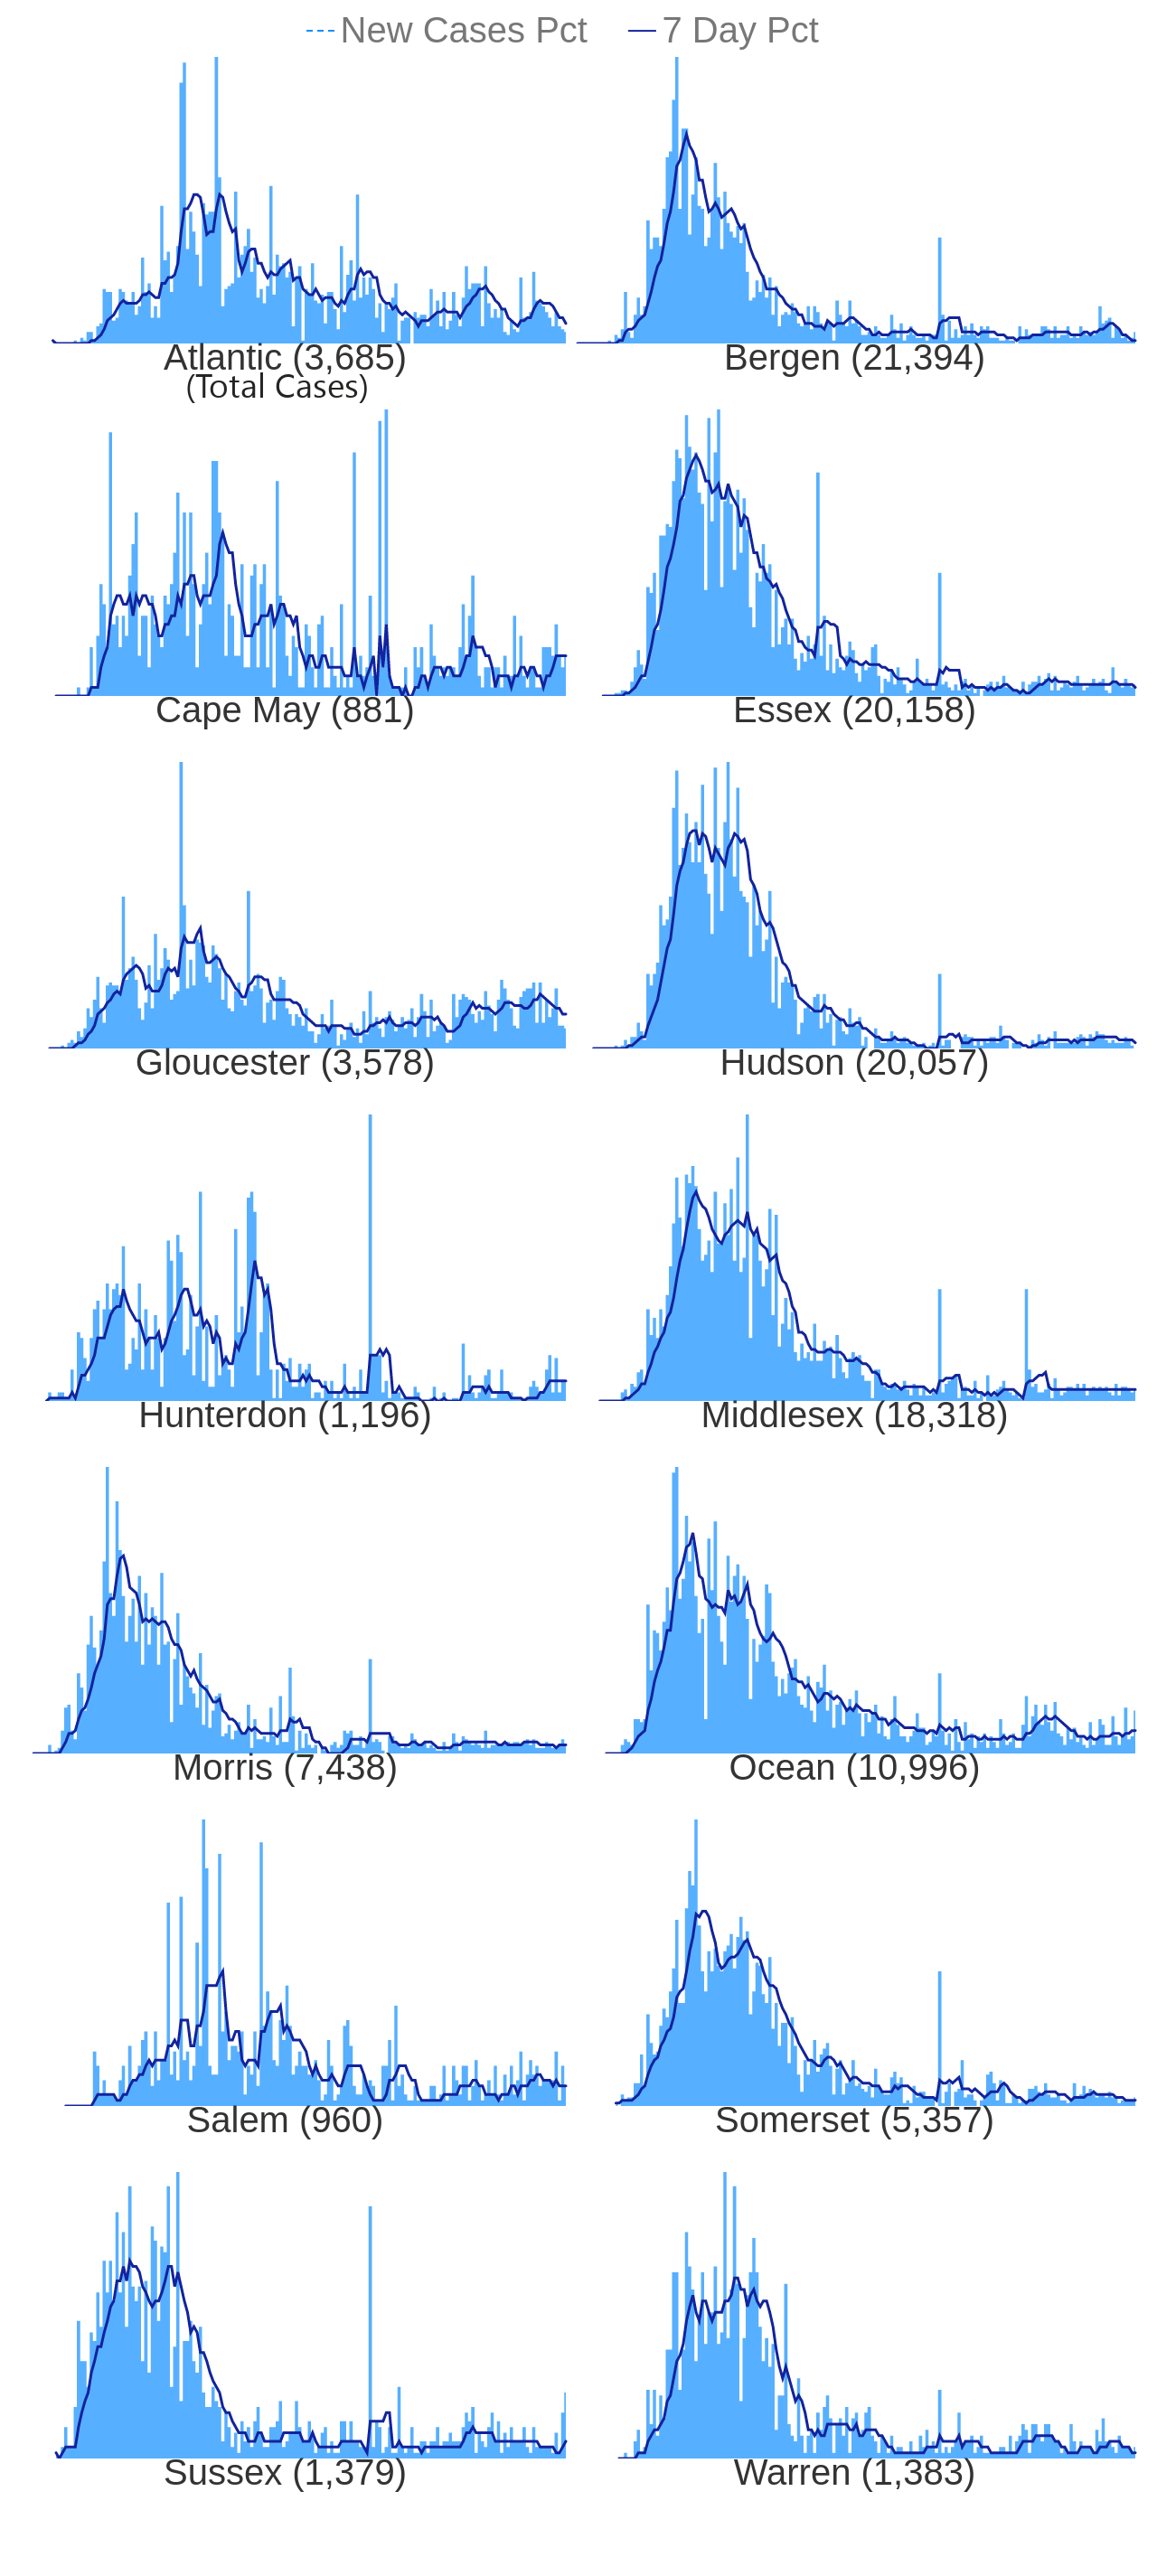 New Cases Pct 7 Day Pct
Atlantic (3,685) Bergen (21,394)
(Total Cases)
Cape May (881) Essex (20,158)
Gloucester (3,578) Hudson (20,057)
Hunterdon (1,196) Middlesex (18,318)
Morris (7,438) Ocean (10,996)
Salem (960) Somerset (5,357)
Sussex (1,379) Warren (1,383)